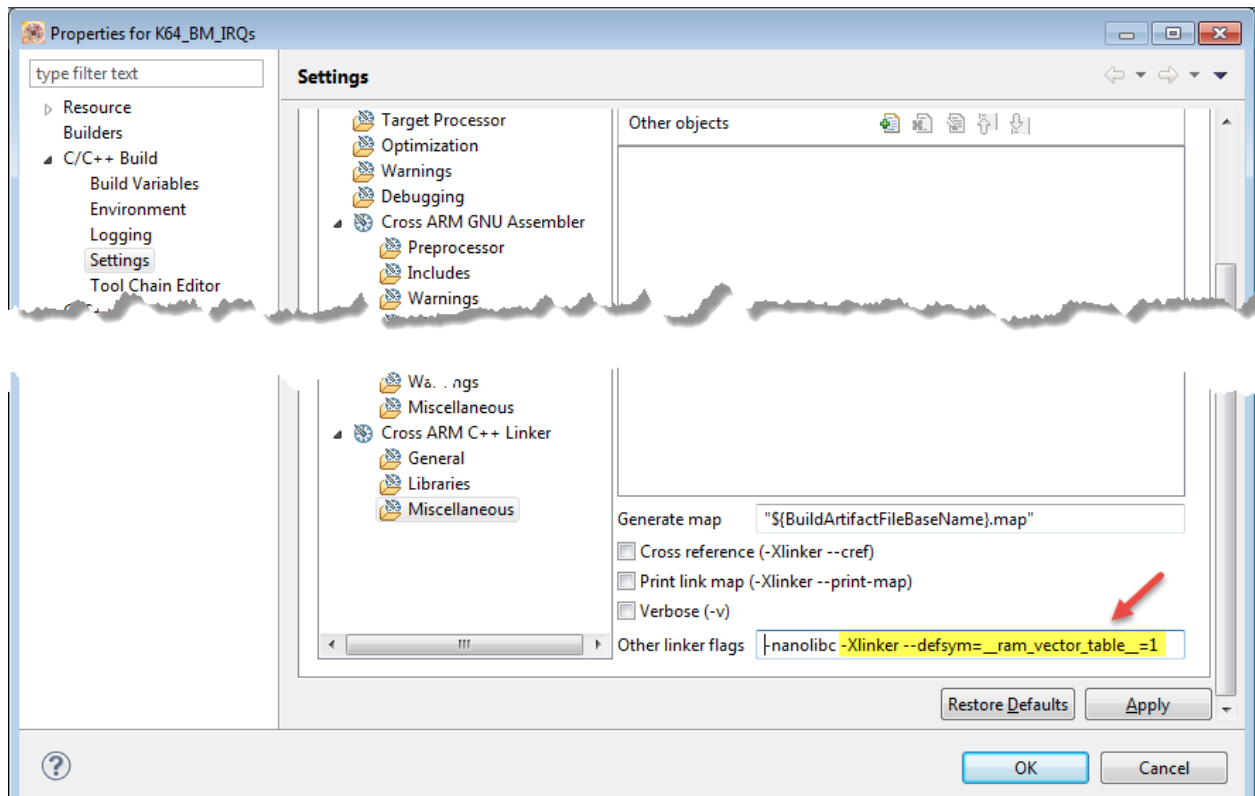 Properties for K64_BM_IRQs
type filter text
Resource
Builders
C/C++ Build
Build Variables
Environment
Logging
Settings
Tool Chain Editor
Settings
Target Processor
Optimization
Warnings
Debugging
Cross ARM GNU Assembler
Preprocessor
Includes
Warnings
Other objects
Miscellaneous
Cross ARM C++ Linker
General
Libraries
Miscellaneous
Generate map "${BuildArtifactFileBaseName}.map"
Cross reference (-Xlinker --cref)
Print link map (-Xlinker --print-map)
Verbose (-v)
Other linker flags -nanolibc -Xlinker --defsym=__ram_vector_table__=1
Restore Defaults Apply
OK Cancel